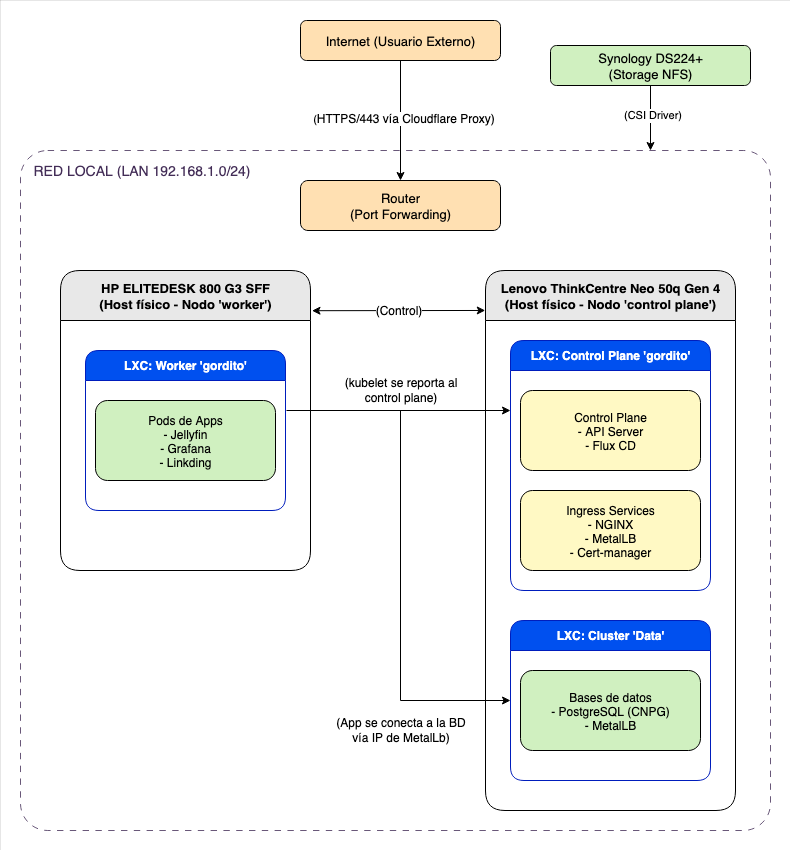 Internet (Usuario Externo)
Synology DS224+
(Storage NFS)
(HTTPS/443 vía Cloudflare Proxy)
(CSI Driver)
RED LOCAL (LAN 192.168.1.0/24)
Router
(Port Forwarding)
HP ELITEDESK 800 G3 SFF
(Host físico - Nodo 'worker')
(Control)
Lenovo ThinkCentre Neo 50q Gen 4
(Host físico - Nodo 'control plane')
LXC: Worker 'gordito'
Pods de Apps
- Jellyfin
- Grafana
- Linkding
(kubelet se reporta al
control plane)
LXC: Control Plane 'gordito'
Control Plane
- API Server
- Flux CD
Ingress Services
- NGINX
- MetalLB
- Cert-manager
LXC: Cluster 'Data'
Bases de datos
- PostgreSQL (CNPG)
- MetalLB
(App se conecta a la BD
vía IP de MetalLb)